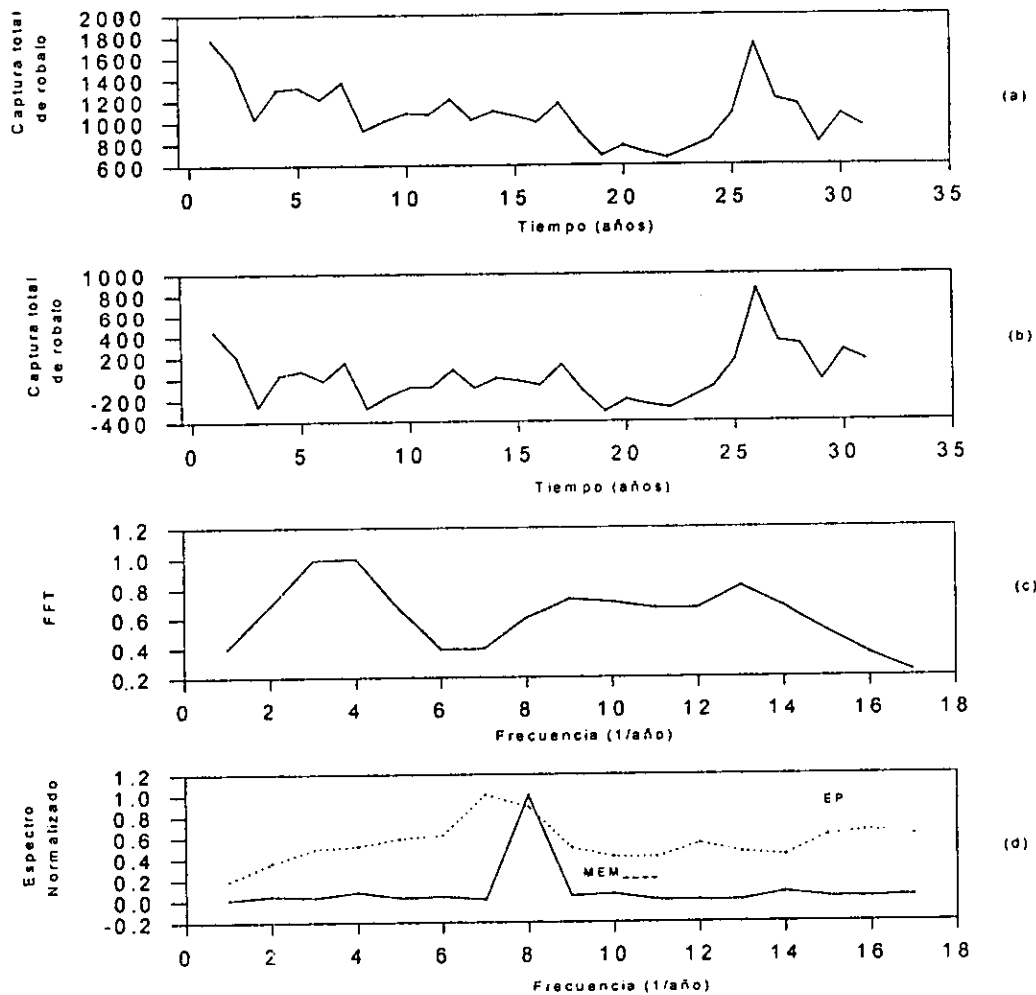 Captura total
de robalo
2000
1800
1600
1400
1200
1000
800
600
0 5 10 15 20 25 30 35
Tiempo (años)
(a)
Captura total
de robalo
1000
800
600
400
200
0
-200
-400
0 5 10 15 20 25 30 35
Tiempo (años)
(b)
FFT
1.2
1.0
0.8
0.6
0.4
0.2
0 2 4 6 8 10 12 14 16 18
Frecuencia (1/año)
(c)
Espectro
Normalizado
1.2
1.0
0.8
0.6
0.4
0.2
0.0
-0.2
EP
MEM
0 2 4 6 8 10 12 14 16 18
Frecuencia (1/año)
(d)